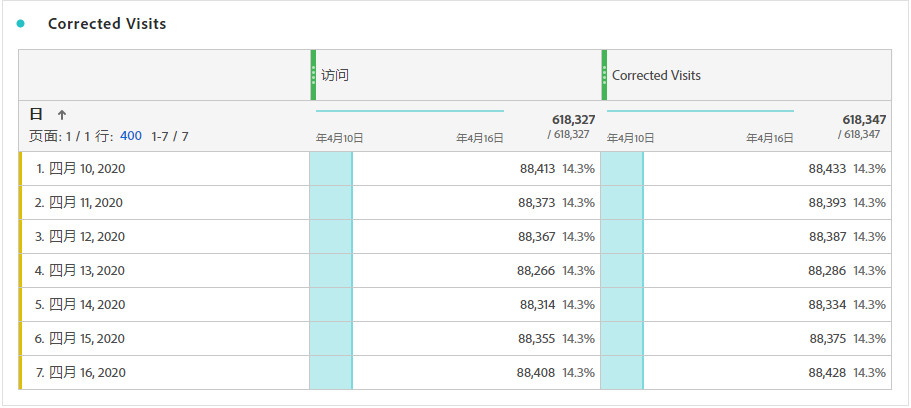 Corrected Visits
访问 Corrected Visits
日 ↑
页面: 1 / 1 行: 400 1-7 / 7
618,327 618,347
/ 618,327 / 618,347
年4月10日 年4月16日 年4月10日 年4月16日
1. 四月 10, 2020 88,413 14.3% 88,433 14.3%
2. 四月 11, 2020 88,373 14.3% 88,393 14.3%
3. 四月 12, 2020 88,367 14.3% 88,387 14.3%
4. 四月 13, 2020 88,266 14.3% 88,286 14.3%
5. 四月 14, 2020 88,314 14.3% 88,334 14.3%
6. 四月 15, 2020 88,355 14.3% 88,375 14.3%
7. 四月 16, 2020 88,408 14.3% 88,428 14.3%